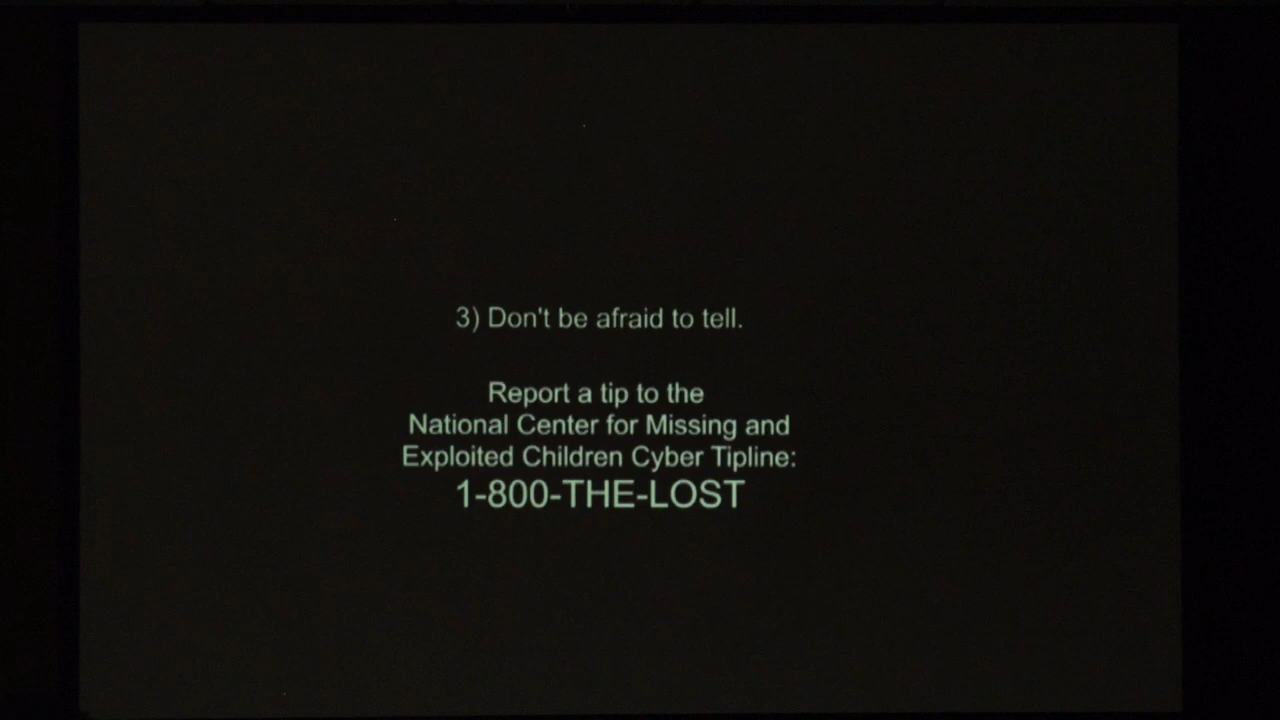 3) Don't be afraid to tell.
Report a tip to the
National Center for Missing and
Exploited Children Cyber Tipline:
1-800-THE-LOST